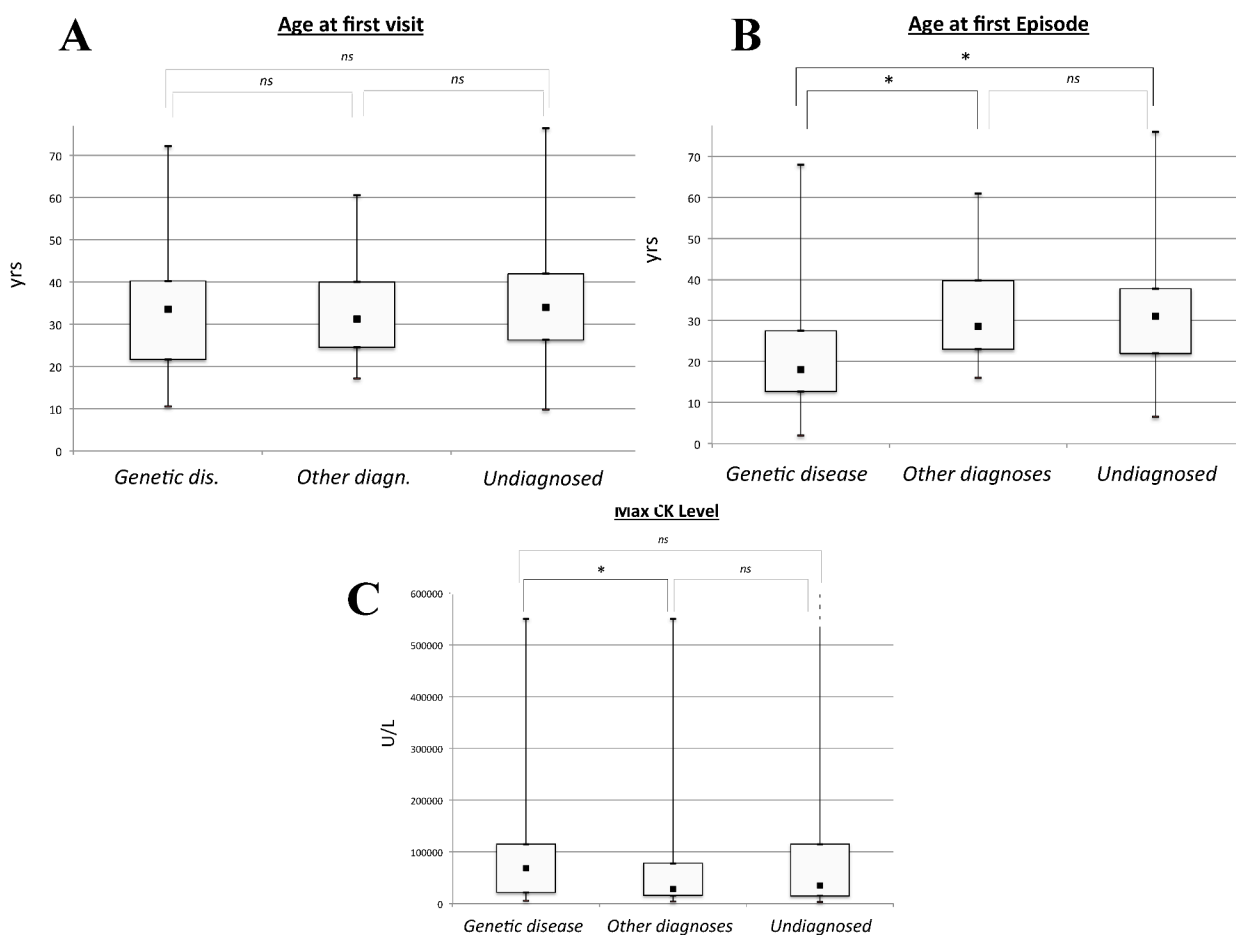 A
Age at first visit
ns
ns
ns
yrs
70
60
50
40
30
20
10
0
Genetic dis.
Other diagn.
Undiagnosed
B
Age at first Episode
*
*
ns
yrs
70
60
50
40
30
20
10
0
Genetic disease
Other diagnoses
Undiagnosed
Max CK Level
ns
*
ns
C
U/L
600000
500000
400000
300000
200000
100000
0
Genetic disease
Other diagnoses
Undiagnosed